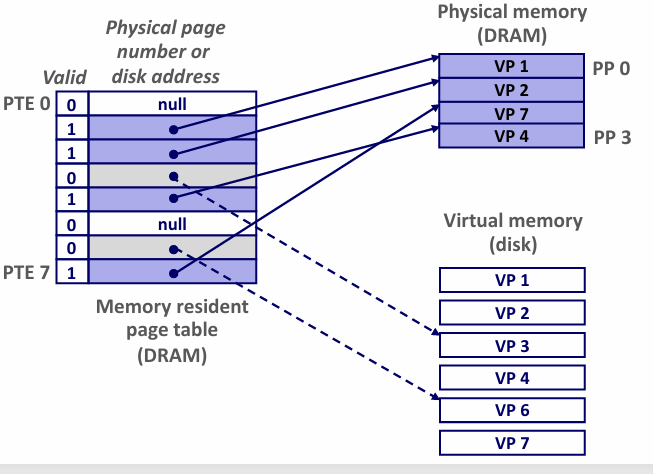 Physical page
number or
disk address
Valid
PTE 0
0
null
1
1
0
1
0
null
0
PTE 7
1
Memory resident
page table
(DRAM)
Physical memory
(DRAM)
VP 1
PP 0
VP 2
VP 7
VP 4
PP 3
Virtual memory
(disk)
VP 1
VP 2
VP 3
VP 4
VP 6
VP 7